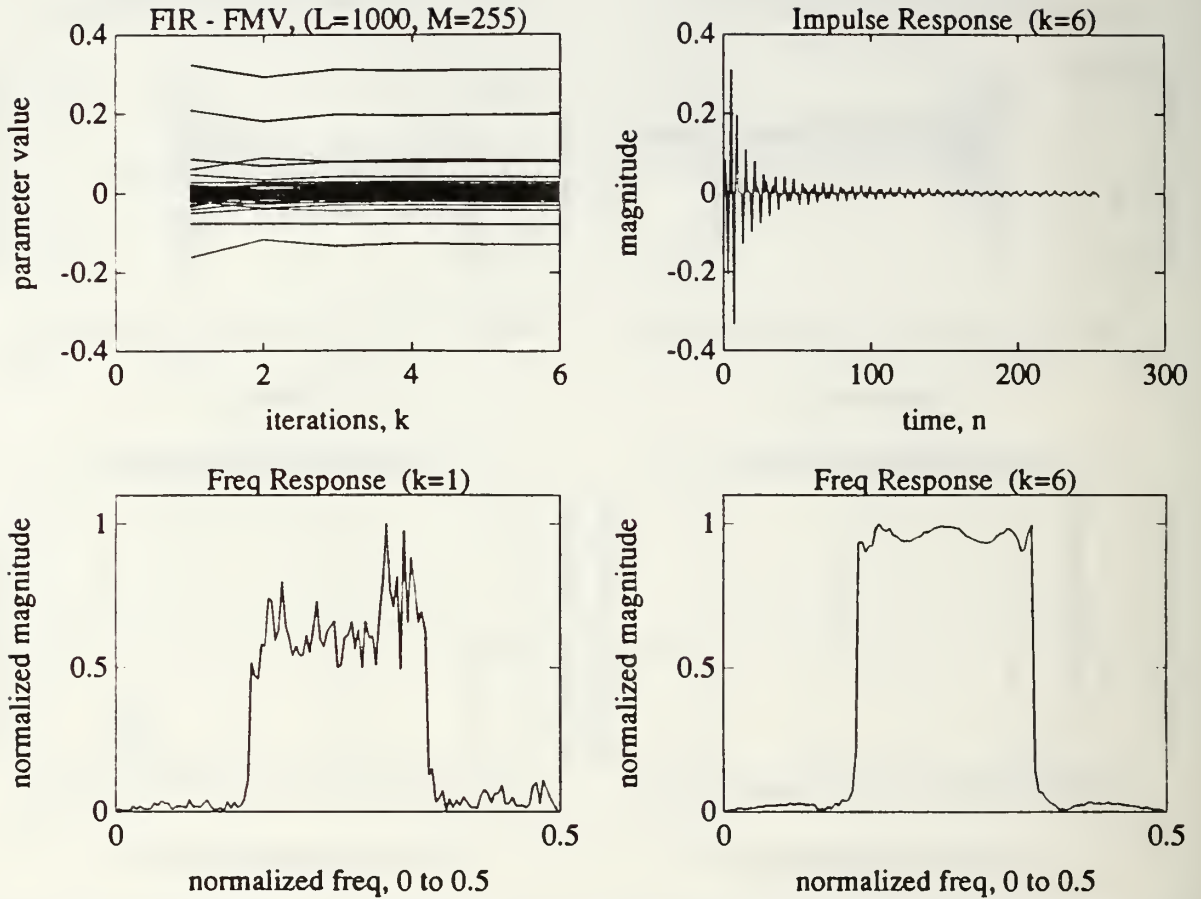 FIR - FMV, (L=1000, M=255)
0.4
0.2
0
-0.2
-0.4
parameter value
0
2
4
6
iterations, k
Impulse Response (k=6)
0.4
0.2
0
-0.2
-0.4
magnitude
0
100
200
300
time, n
Freq Response (k=1)
1
0.5
0
normalized magnitude
0
0.5
normalized freq, 0 to 0.5
Freq Response (k=6)
1
0.5
0
normalized magnitude
0
0.5
normalized freq, 0 to 0.5